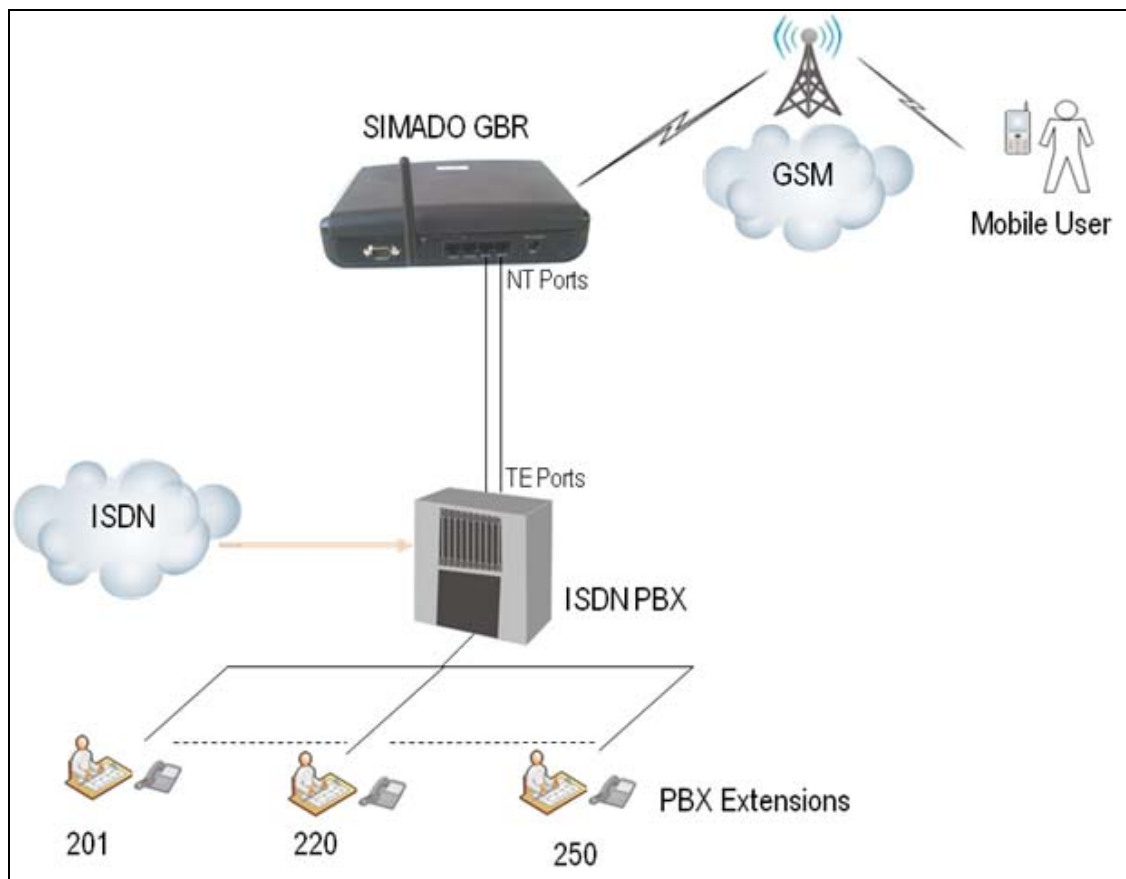 SIMADO GBR
GSM
Mobile User
NT Ports
TE Ports
ISDN
ISDN PBX
PBX Extensions
201
220
250